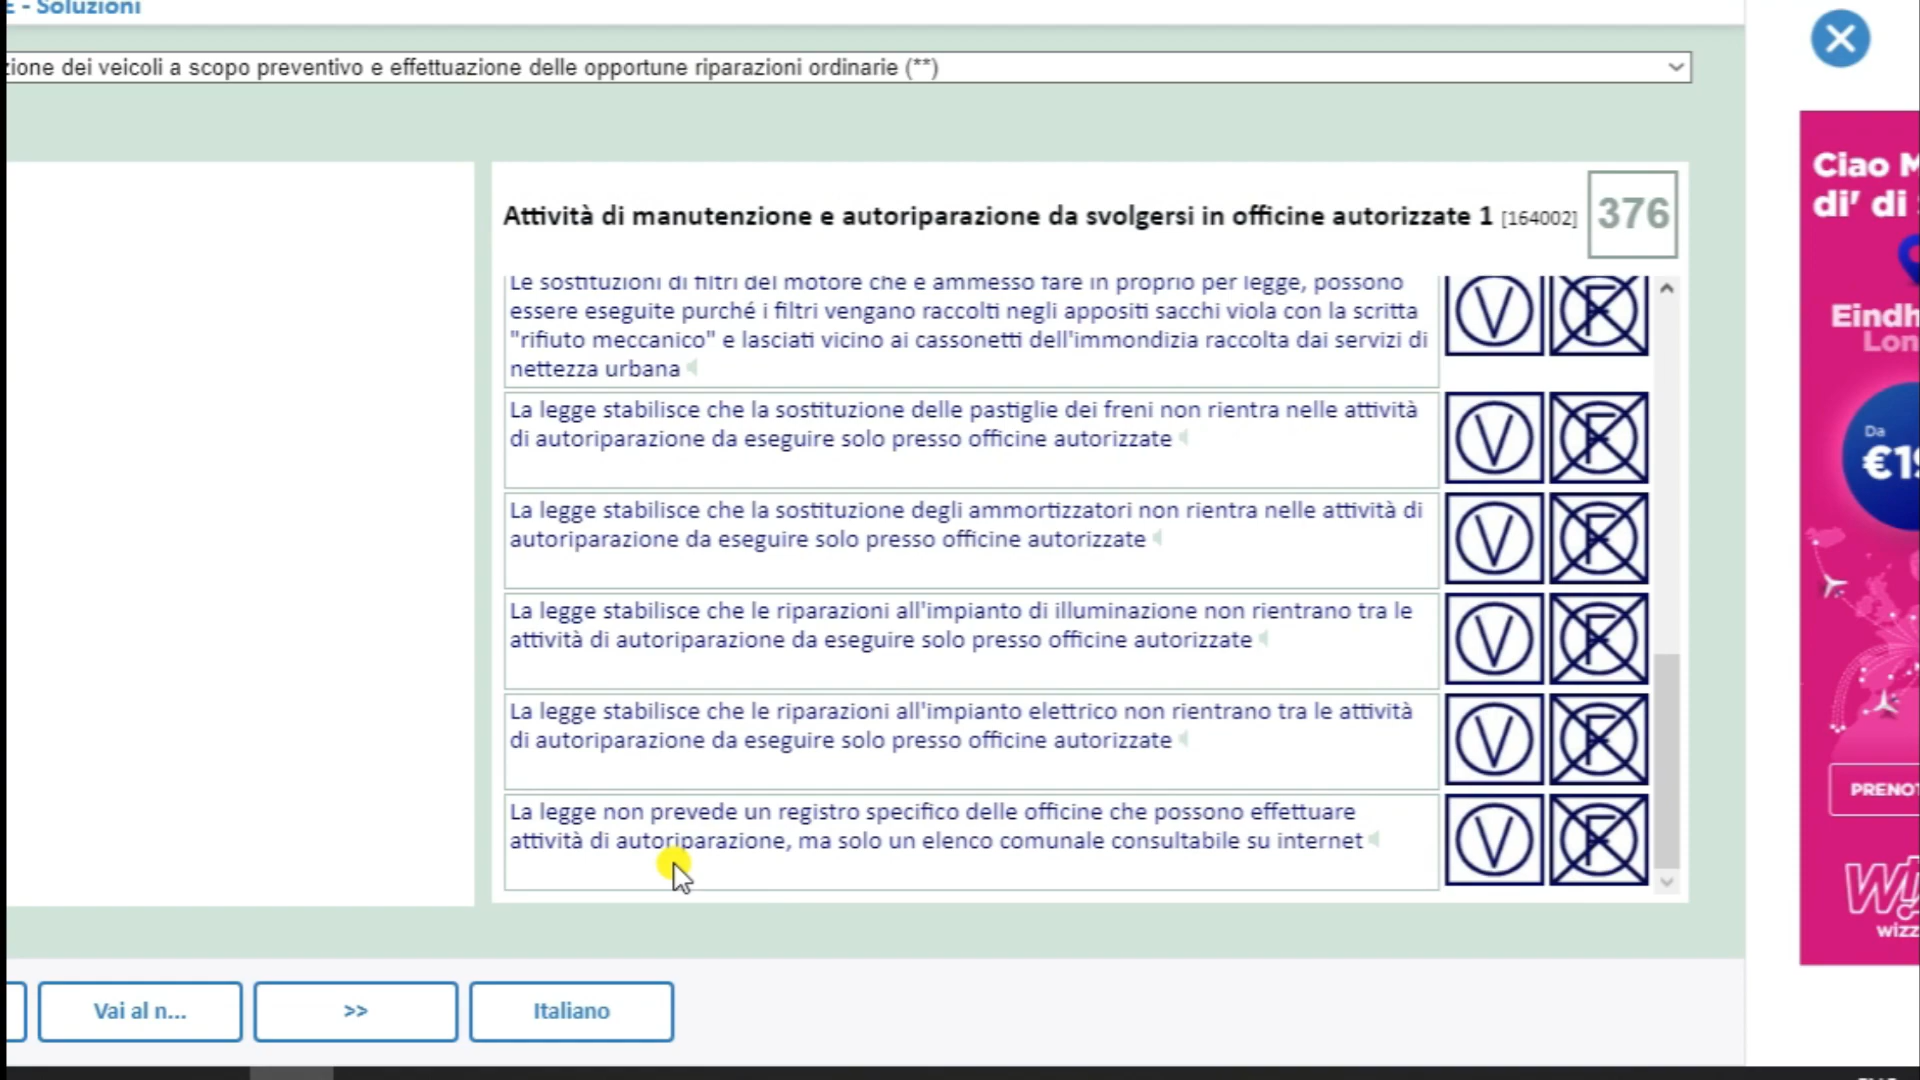 E - Soluzioni
zione dei veicoli a scopo preventivo e effettuazione delle opportune riparazioni ordinarie (**)
Attività di manutenzione e autoriparazione da svolgersi in officine autorizzate 1 [164002]
376
Le sostituzioni di filtri del motore che è ammesso fare in proprio per legge, possono
essere eseguite purché i filtri vengano raccolti negli appositi sacchi viola con la scritta
"rifiuto meccanico" e lasciati vicino ai cassonetti dell'immondizia raccolta dai servizi di
nettezza urbana
V F
La legge stabilisce che la sostituzione delle pastiglie dei freni non rientra nelle attività
di autoriparazione da eseguire solo presso officine autorizzate
V F
La legge stabilisce che la sostituzione degli ammortizzatori non rientra nelle attività di
autoriparazione da eseguire solo presso officine autorizzate
V F
La legge stabilisce che le riparazioni all'impianto di illuminazione non rientrano tra le
attività di autoriparazione da eseguire solo presso officine autorizzate
V F
La legge stabilisce che le riparazioni all'impianto elettrico non rientrano tra le attività
di autoriparazione da eseguire solo presso officine autorizzate
V F
La legge non prevede un registro specifico delle officine che possono effettuare
attività di autoriparazione, ma solo un elenco comunale consultabile su internet
V F
Vai al n...
>>
Italiano
Ciao M
di' di
Eindh
Lon
Da
€19
PRENOT
Wi
wizz